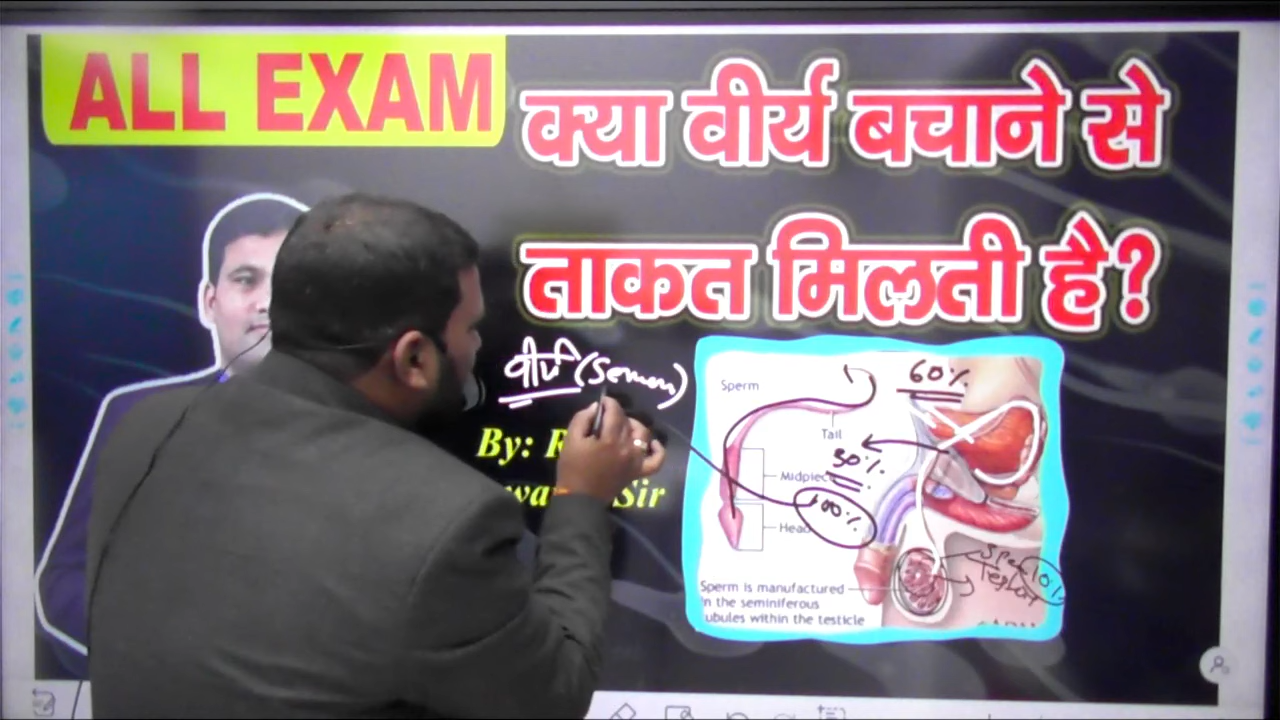 ALL EXAM
क्या वीर्य बचाने से
ताकत मिलती है?
वीर्य (Semen)
By: R
Sir
Sperm
Tail
Midpiece
Head
60%
30%
100%
10%
Sperm is manufactured
in the seminiferous
tubules within the testicle